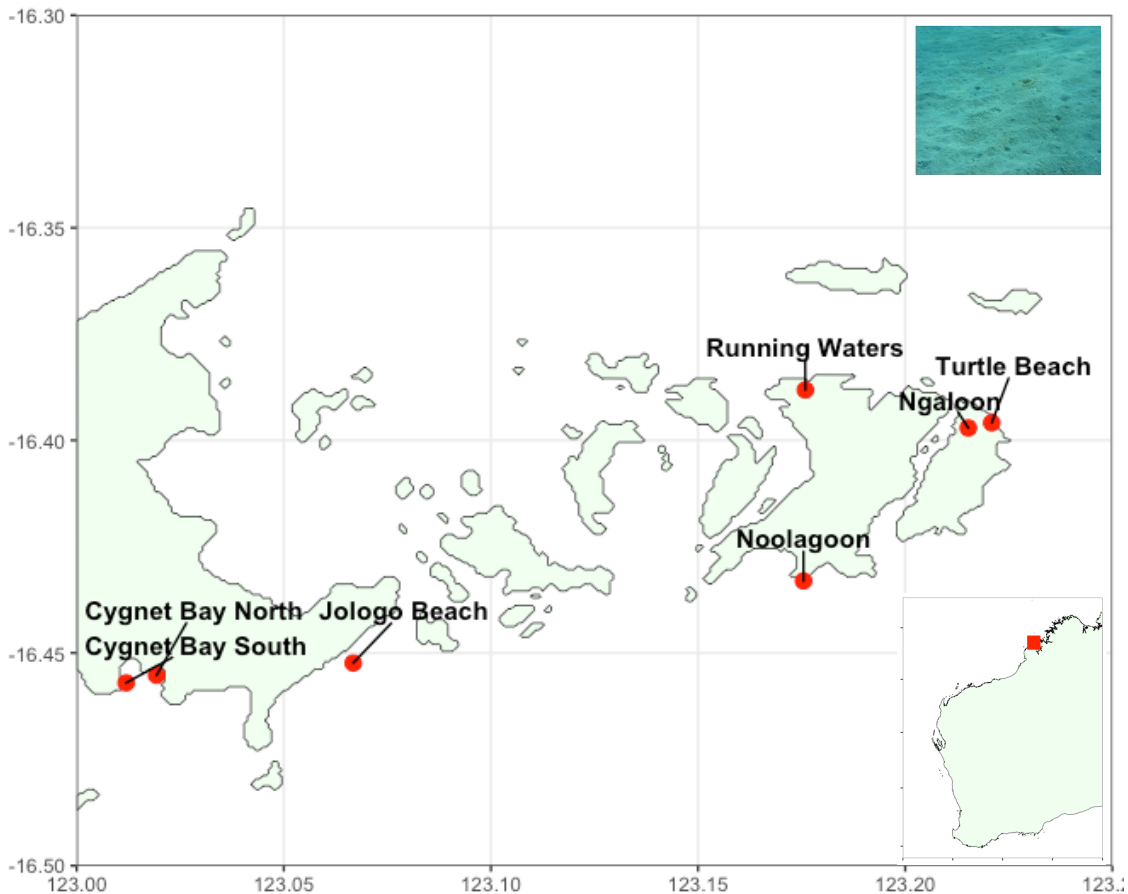 -16.30
-16.35
Running Waters
Turtle Beach
Ngaloon
-16.40
Noolagoon
Cygnet Bay North
Jologo Beach
Cygnet Bay South
-16.45
-16.50
123.00
123.05
123.10
123.15
123.20